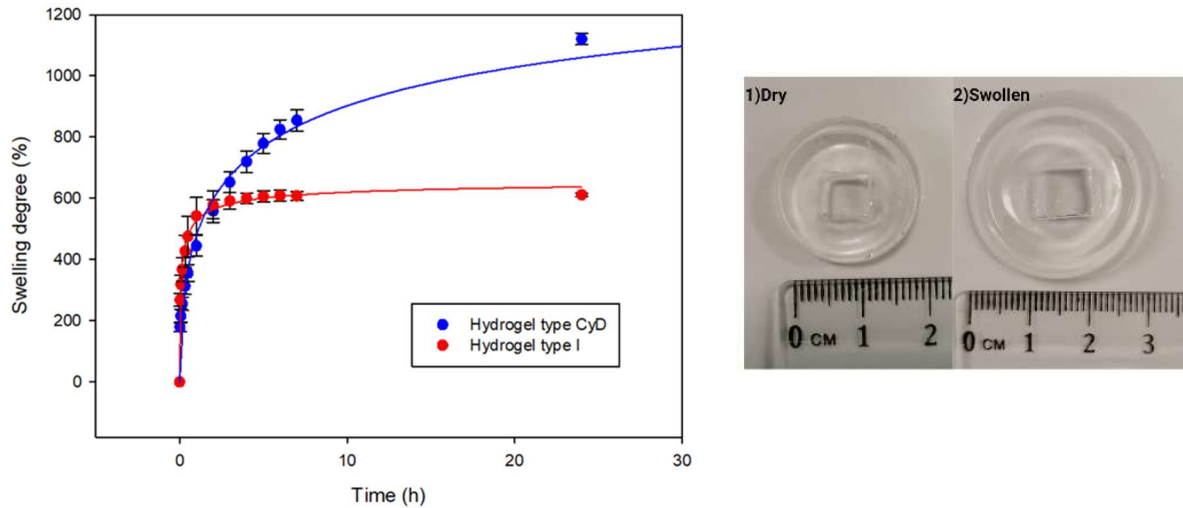 1200
1000
800
600
400
200
0
Swelling degree (%)
0 10 20 30
Time (h)
Hydrogel type CyD
Hydrogel type I
1)Dry
2)Swollen
0 CM 1 2
0 CM 1 2 3